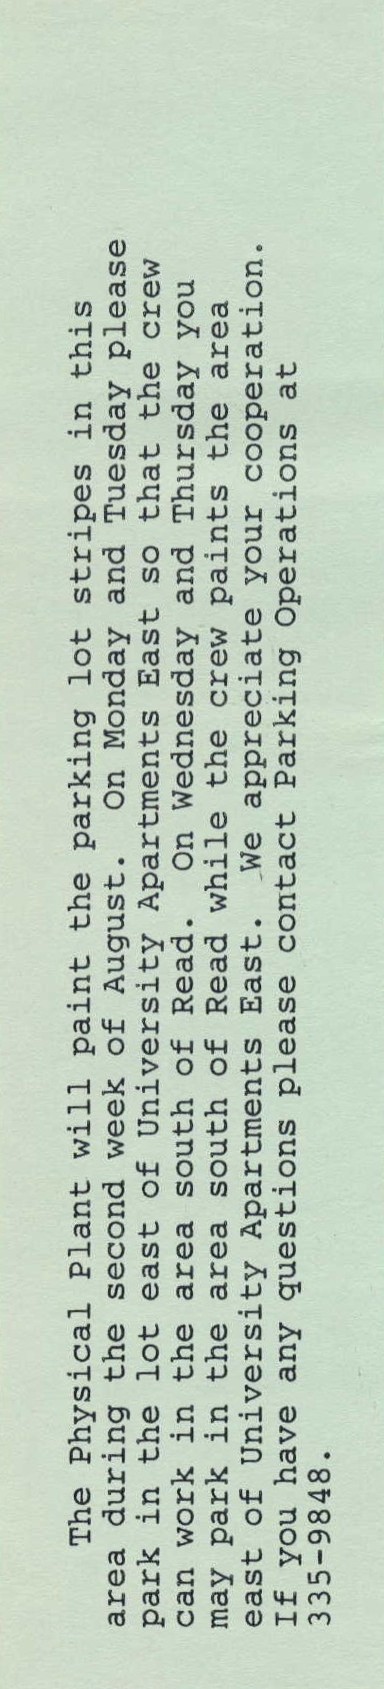 The Physical Plant will paint the parking lot stripes in this
area during the second week of August. On Monday and Tuesday please
park in the lot east of University Apartments East so that the crew
can work in the area south of Read. On Wednesday and Thursday you
may park in the area south of Read while the crew paints the area
east of University Apartments East. We appreciate your cooperation.
If you have any questions please contact Parking Operations at
335-9848.